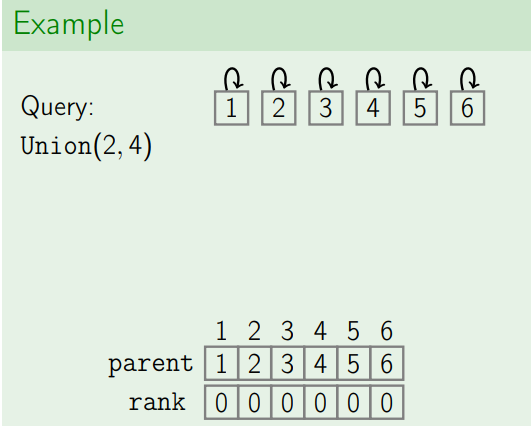 Example
Query: 1 2 3 4 5 6
Union(2, 4)
1 2 3 4 5 6
parent 1 2 3 4 5 6
rank 0 0 0 0 0 0